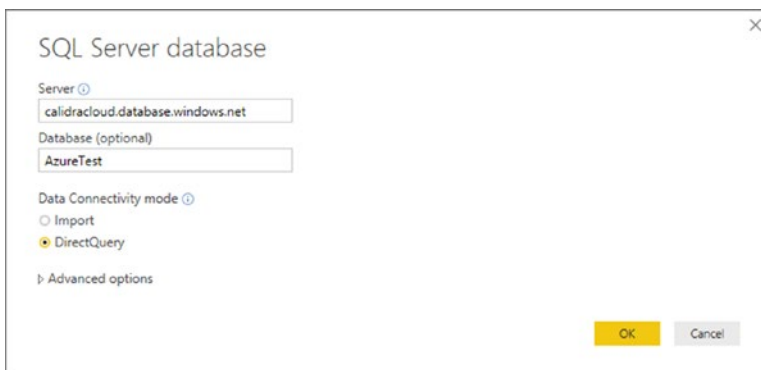 SQL Server database
Server
calidracloud.database.windows.net
Database (optional)
AzureTest
Data Connectivity mode
Import
DirectQuery
Advanced options
OK Cancel